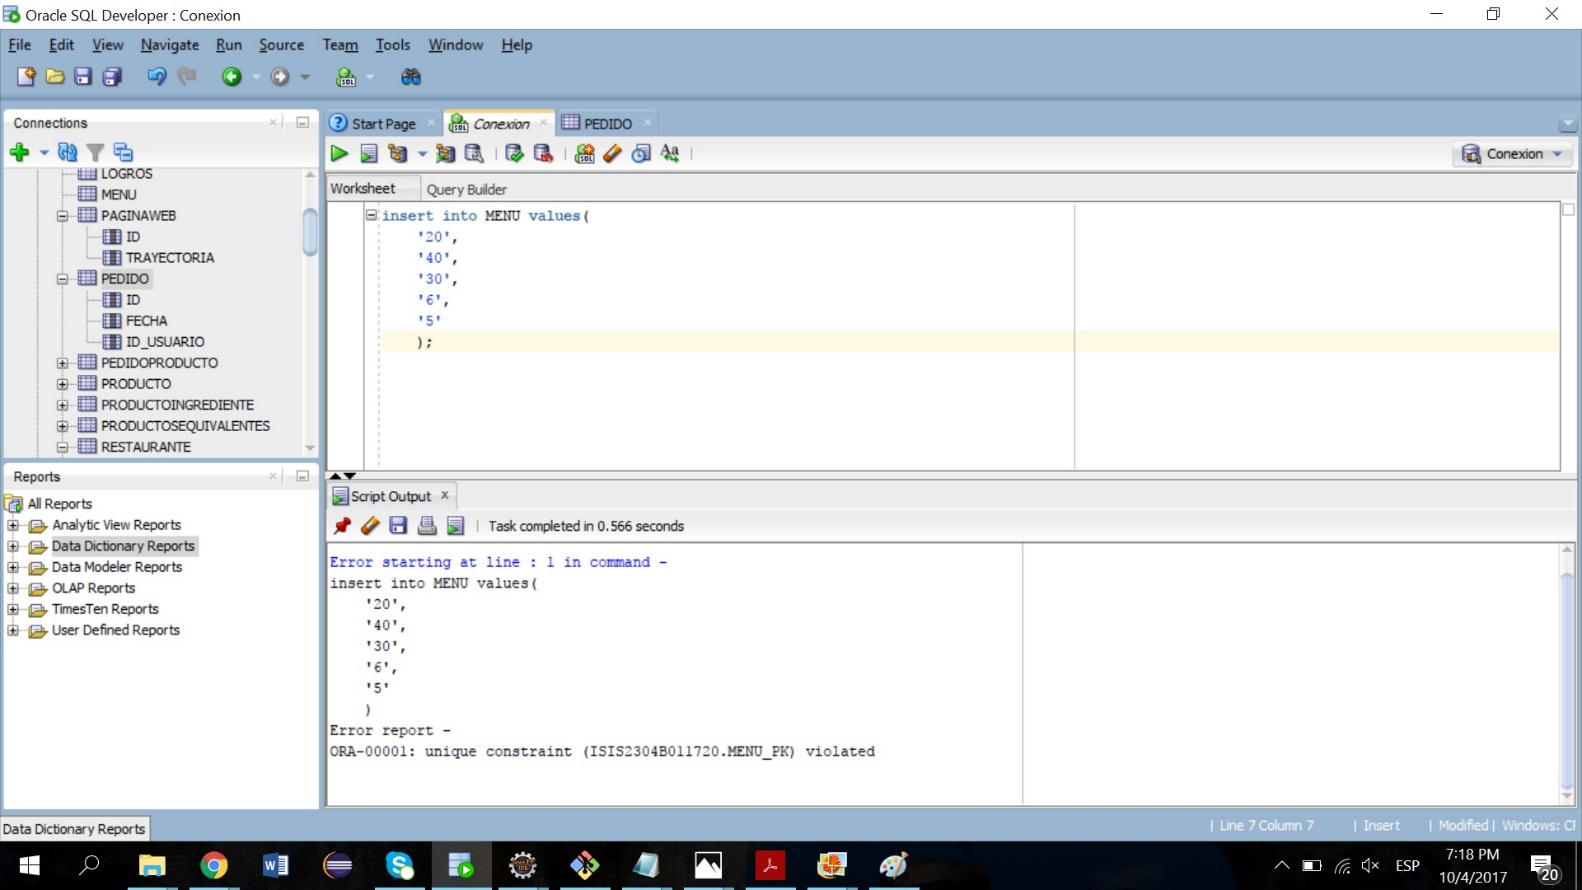 Oracle SQL Developer : Conexion
File Edit View Navigate Run Source Team Tools Window Help
Connections
LOGROS
MENU
PAGINAWEB
ID
TRAYECTORIA
PEDIDO
ID
FECHA
ID_USUARIO
PEDIDOPRODUCTO
PRODUCTO
PRODUCTOINGREDIENTE
PRODUCTOSEQUIVALENTES
RESTAURANTE
Reports
All Reports
Analytic View Reports
Data Dictionary Reports
Data Modeler Reports
OLAP Reports
TimesTen Reports
User Defined Reports
Data Dictionary Reports
Start Page Conexion PEDIDO
Conexion
Worksheet Query Builder
insert into MENU values(
'20',
'40',
'30',
'6',
'5'
);
Script Output
Task completed in 0.566 seconds
Error starting at line : 1 in command -
insert into MENU values(
'20',
'40',
'30',
'6',
'5'
)
Error report -
ORA-00001: unique constraint (ISIS2304B011720.MENU_PK) violated
| Line 7 Column 7 | Insert | Modified | Windows: CF
ESP
7:18 PM
10/4/2017
20